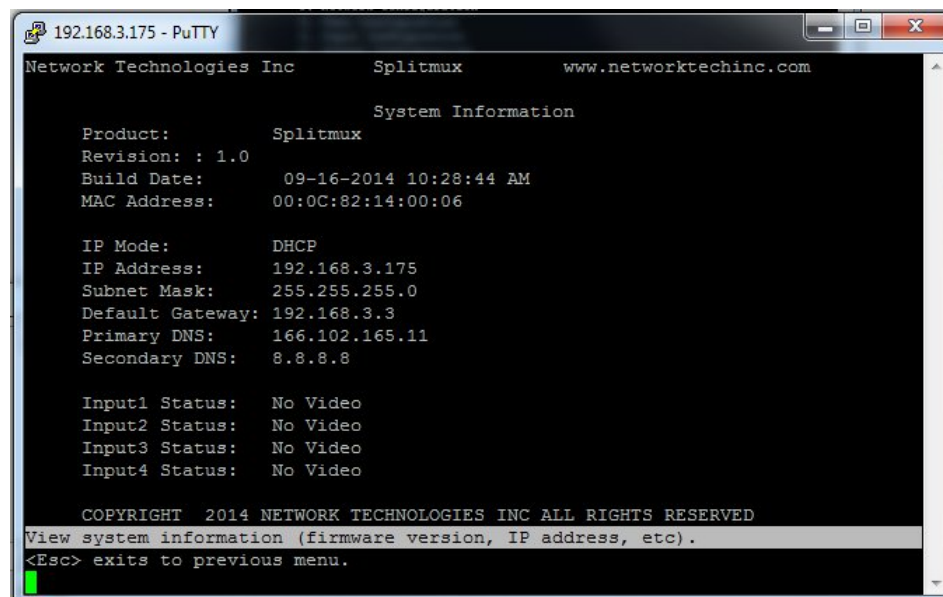 192.168.3.175 - PuTTY
Network Technologies Inc Splitmux www.networktechinc.com
System Information
Product: Splitmux
Revision: : 1.0
Build Date: 09-16-2014 10:28:44 AM
MAC Address: 00:0C:82:14:00:06
IP Mode: DHCP
IP Address: 192.168.3.175
Subnet Mask: 255.255.255.0
Default Gateway: 192.168.3.3
Primary DNS: 166.102.165.11
Secondary DNS: 8.8.8.8
Input1 Status: No Video
Input2 Status: No Video
Input3 Status: No Video
Input4 Status: No Video
COPYRIGHT 2014 NETWORK TECHNOLOGIES INC ALL RIGHTS RESERVED
View system information (firmware version, IP address, etc).
<Esc> exits to previous menu.